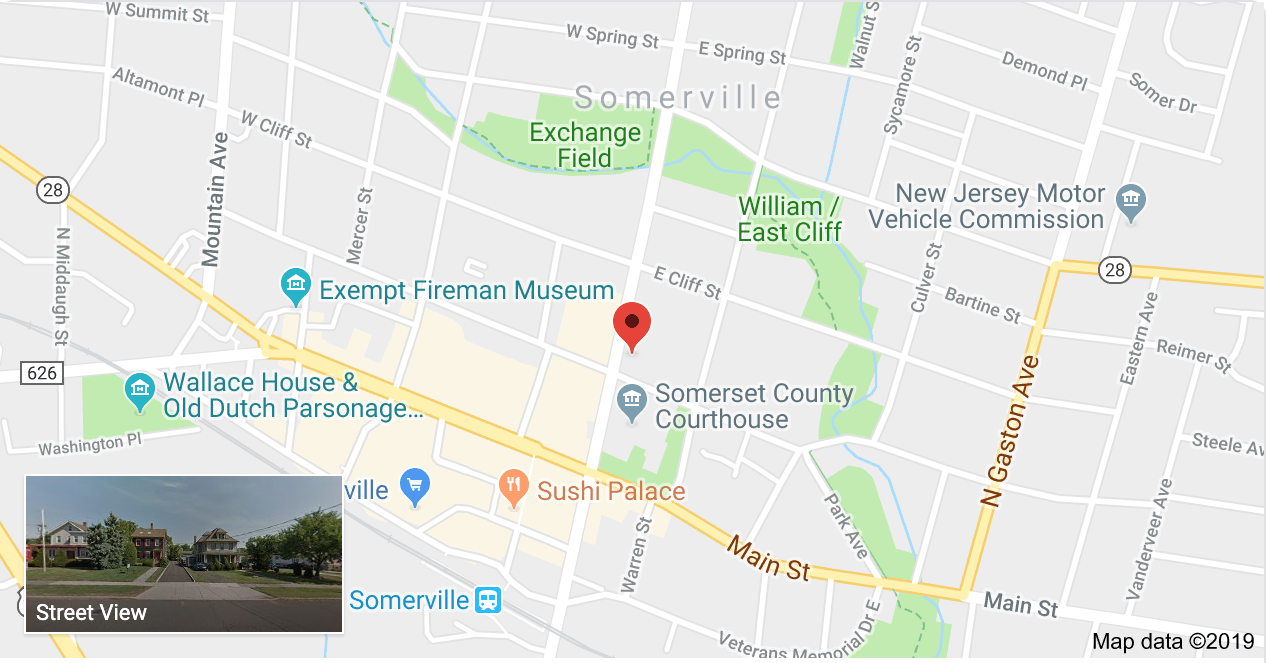 W Summit St
W Spring St
E Spring St
Walnut S
Sycamore St
Demond Pl
Somer Dr
Altamont Pl
Somerville
W Cliff St
Exchange
Field
Mountain Ave
28
Mercer St
William /
East Cliff
New Jersey Motor
Vehicle Commission
N Middaugh St
Exempt Fireman Museum
E Cliff St
Culver St
28
Bartine St
Eastern Ave
Reimer St
626
Wallace House &
Old Dutch Parsonage...
Somerset County
Courthouse
N Gaston Ave
Washington Pl
Steele Av
ville
Sushi Palace
Park Ave
Vanderveer Ave
Warren St
Main St
Street View
Somerville
Main St
Veterans Memorial Dr E
Map data ©2019